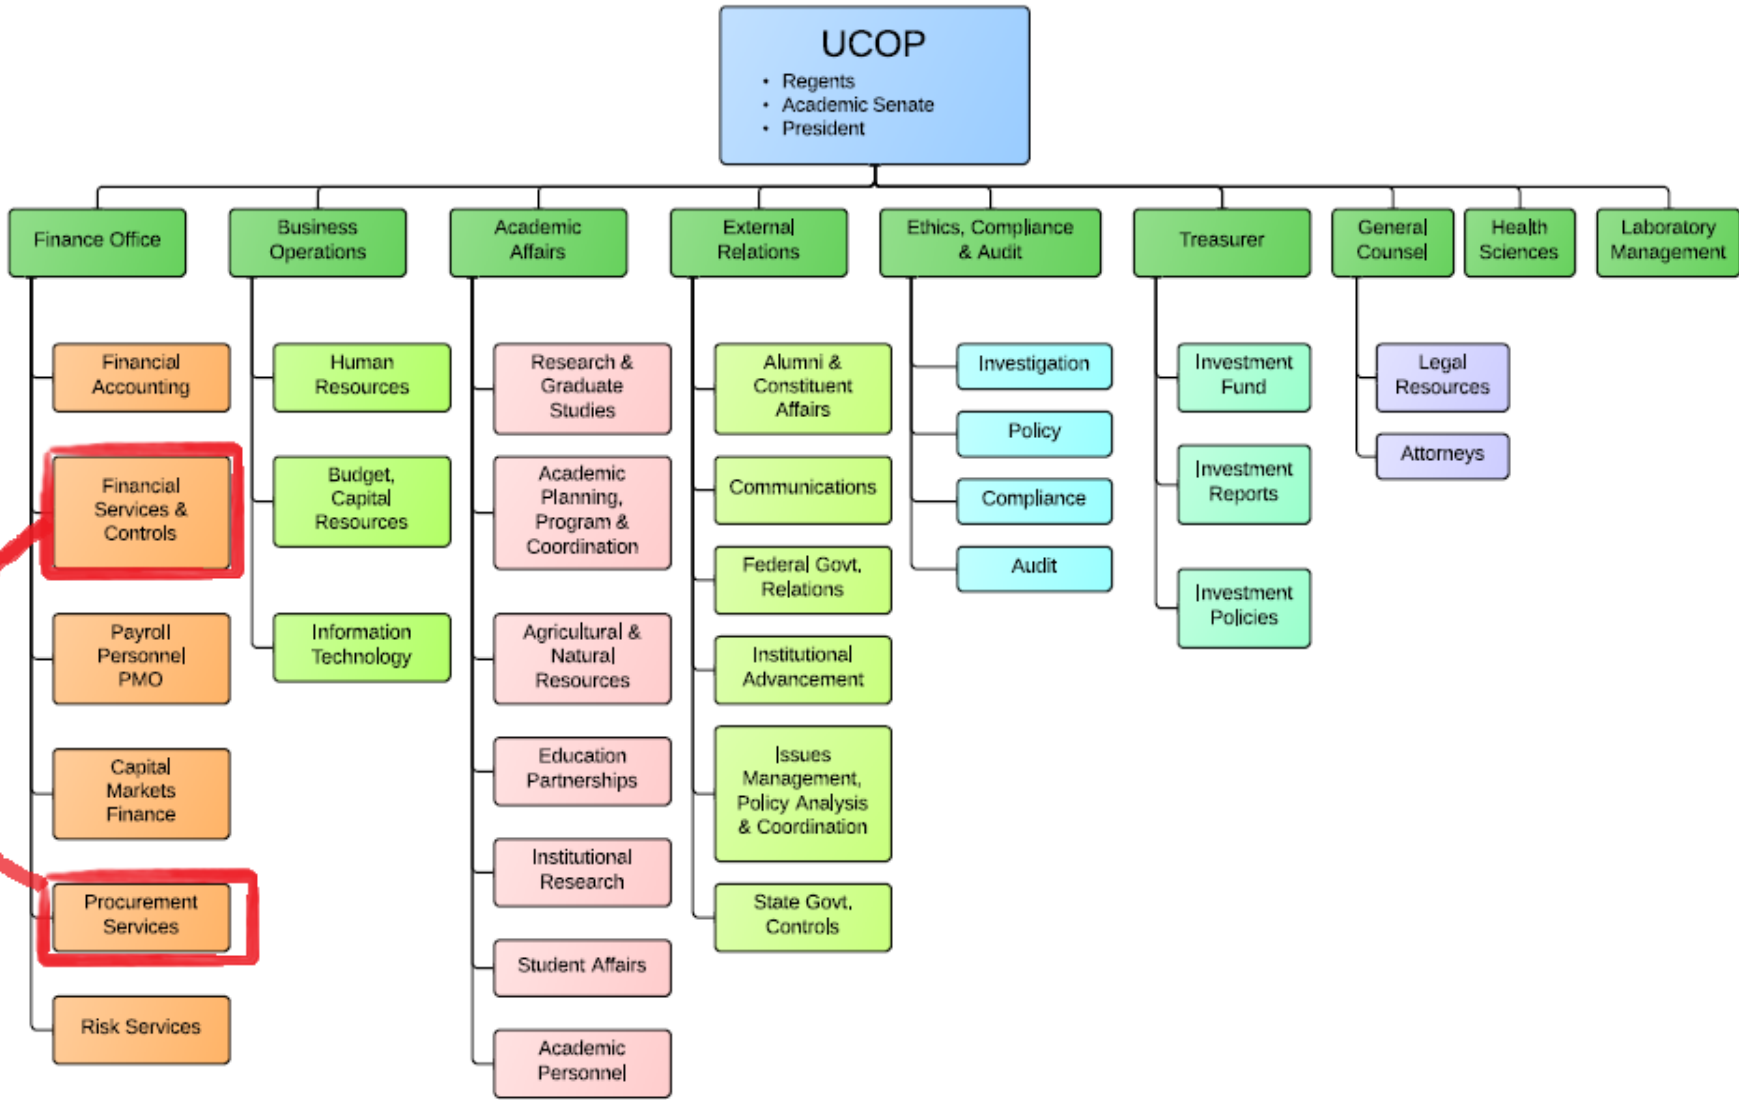 UCOP
• Regents
• Academic Senate
• President
Finance Office
Business
Operations
Academic
Affairs
External
Relations
Ethics, Compliance
& Audit
Treasurer
General
Counsel
Health
Sciences
Laboratory
Management
Financial
Accounting
Financial
Services &
Controls
Payroll
Personnel
PMO
Capital
Markets
Finance
Procurement
Services
Risk Services
Human
Resources
Budget,
Capital
Resources
Information
Technology
Research &
Graduate
Studies
Academic
Planning,
Program &
Coordination
Agricultural &
Natural
Resources
Education
Partnerships
Institutional
Research
Student Affairs
Academic
Personnel
Alumni &
Constituent
Affairs
Communications
Federal Govt.
Relations
Institutional
Advancement
Issues
Management,
Policy Analysis
& Coordination
State Govt.
Controls
Investigation
Policy
Compliance
Audit
Investment
Fund
Investment
Reports
Investment
Policies
Legal
Resources
Attorneys